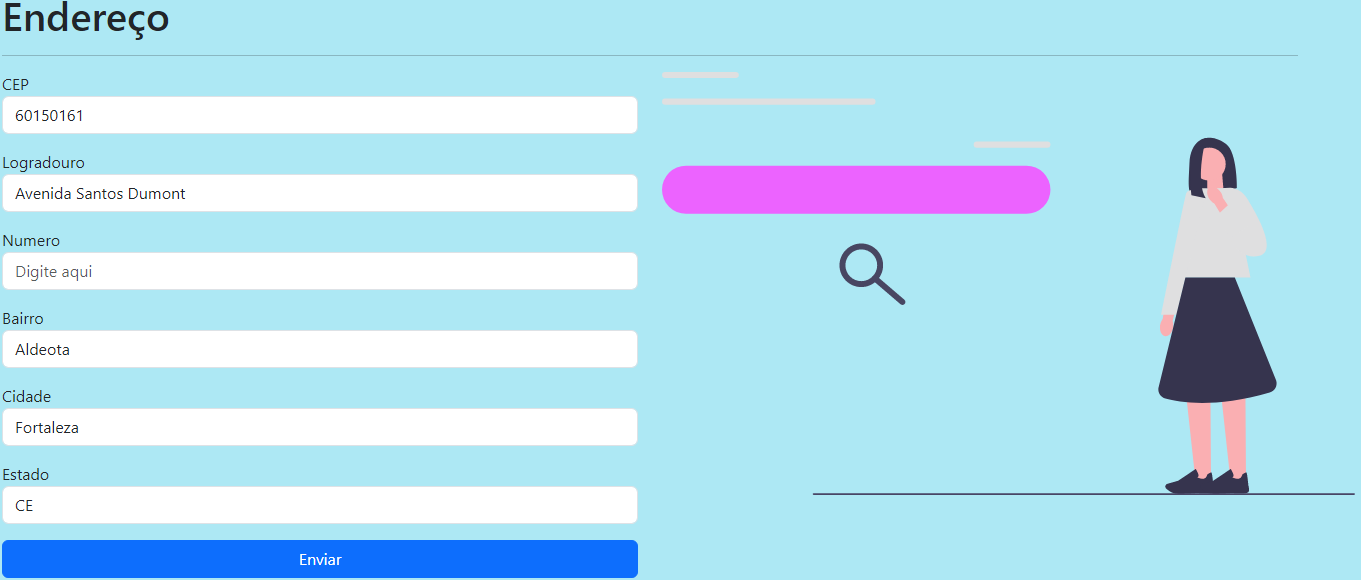 Endereço
CEP
60150161
Logradouro
Avenida Santos Dumont
Numero
Digite aqui
Bairro
Aldeota
Cidade
Fortaleza
Estado
CE
Enviar